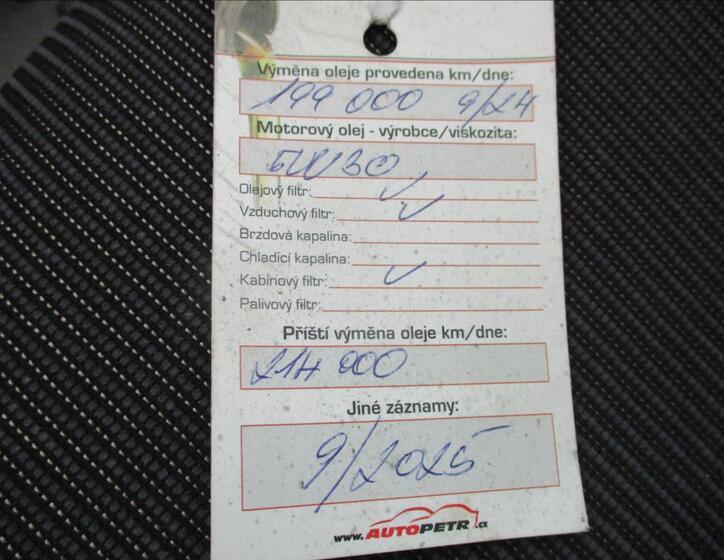 Výměna oleje provedena km/dne:
199 000 9/24
Motorový olej - výrobce/viskozita:
5W30
Olejový filtr: ✓
Vzduchový filtr: ✓
Brzdová kapalina:
Chladící kapalina:
Kabinový filtr: ✓
Palivový filtr:
Příští výměna oleje km/dne:
214 000
Jiné záznamy:
9/2025
www.AUTOPETR.cz